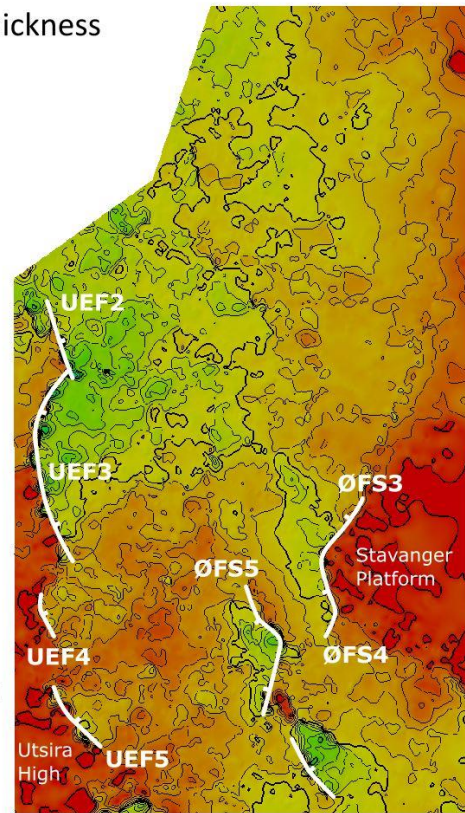 ickness
UEF2
UEF3
ØFS3
Stavanger
Platform
ØFS5
ØFS4
UEF4
Utsira
High
UEF5